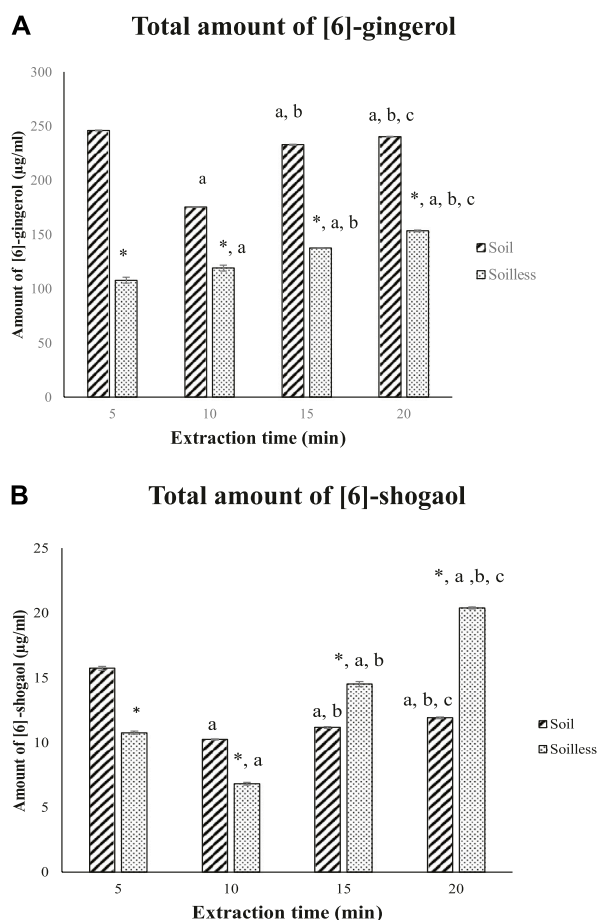 A
Total amount of [6]-gingerol
Amount of [6]-gingerol (µg/ml)
300
250
200
150
100
50
0
*
a
*, a
a, b
*, a, b
a, b, c
*, a, b, c
Soil
Soilless
5 10 15 20
Extraction time (min)
B
Total amount of [6]-shogaol
Amount of [6]-shogaol (µg/ml)
25
20
15
10
5
0
*
a
*, a
a, b
*, a, b
a, b, c
*, a ,b, c
Soil
Soilless
5 10 15 20
Extraction time (min)